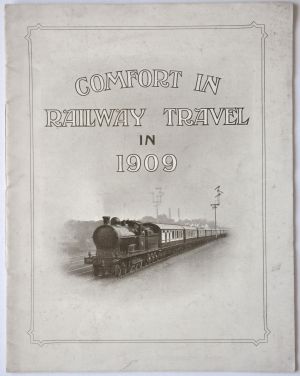 COMFORT IN
RAILWAY TRAVEL
IN
1909